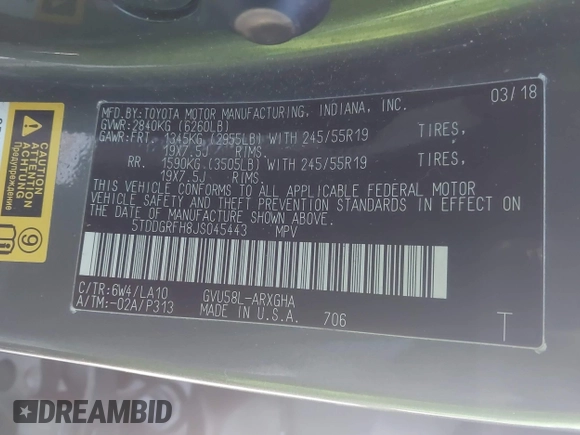 MFD.BY:TOYOTA MOTOR MANUFACTURING, INDIANA, INC. 03/18
GVWR:2840KG (6260LB)
GAWR:FRT. 1345KG (2955LB) WITH 245/55R19 TIRES,
19X7.5J RIMS.
RR. 1590KG (3505LB) WITH 245/55R19 TIRES,
19X7.5J RIMS.
THIS VEHICLE CONFORMS TO ALL APPLICABLE FEDERAL MOTOR
VEHICLE SAFETY AND THEFT PREVENTION STANDARDS IN EFFECT
ON THE DATE OF MANUFACTURE SHOWN ABOVE.
5TDDGRFH8JS045443 MPV
C/TR:6W4/LA10 GVU58L-ARXGHA
A/TM:-02A/P313 MADE IN U.S.A. 706 T
CAUTION
ATTENTION
Предупреждение
9
DREAMBID